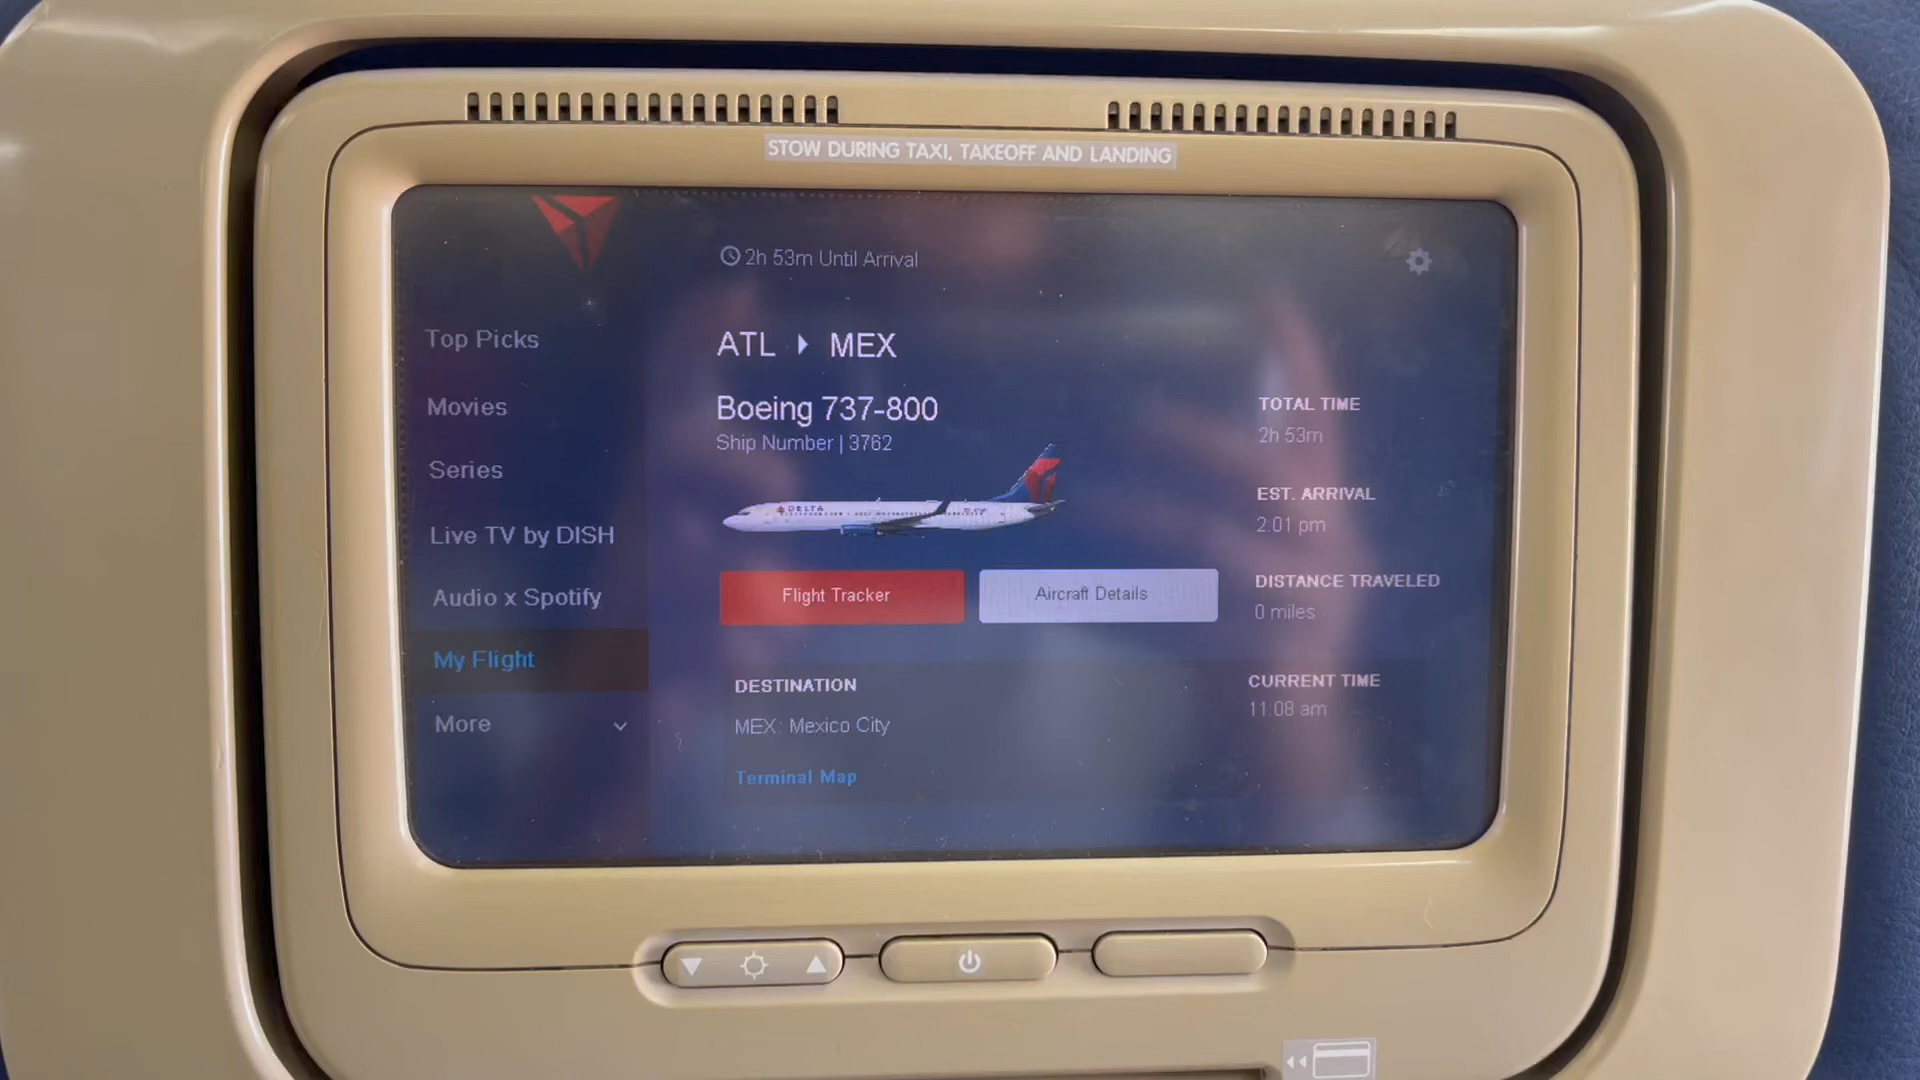 STOW DURING TAXI, TAKEOFF AND LANDING
2h 53m Until Arrival
Top Picks
Movies
Series
Live TV by DISH
Audio x Spotify
My Flight
More
ATL MEX
Boeing 737-800
Ship Number | 3762
DELTA
Flight Tracker
Aircraft Details
TOTAL TIME
2h 53m
EST. ARRIVAL
2:01 pm
DISTANCE TRAVELED
0 miles
DESTINATION
MEX: Mexico City
Terminal Map
CURRENT TIME
11:08 am